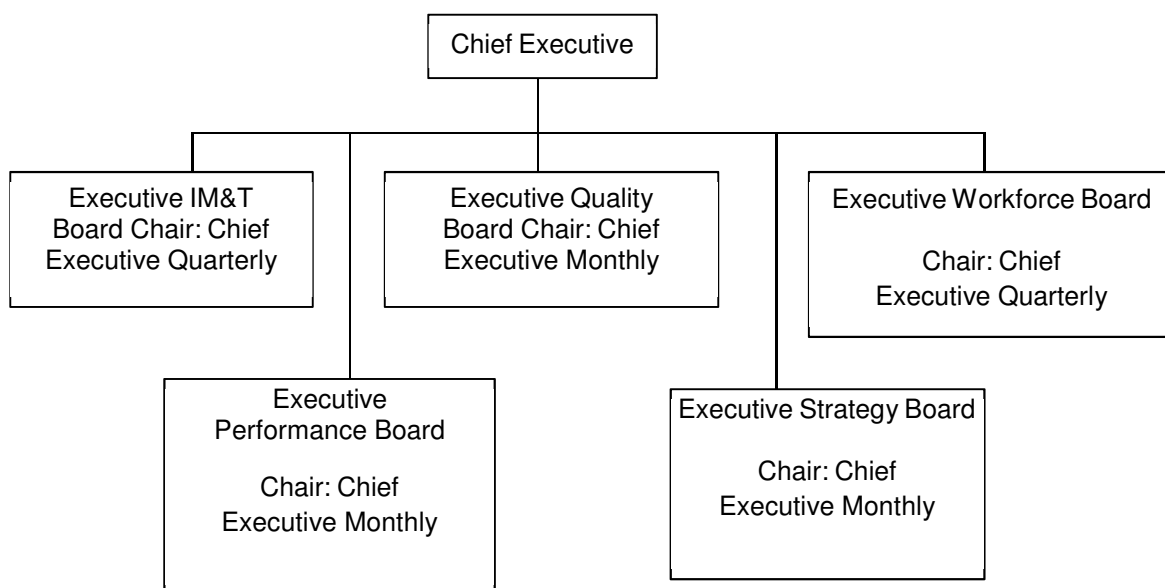 Chief Executive
Executive IM&T
Board Chair: Chief
Executive Quarterly
Executive Quality
Board Chair: Chief
Executive Monthly
Executive Workforce Board
Chair: Chief
Executive Quarterly
Executive
Performance Board
Chair: Chief
Executive Monthly
Executive Strategy Board
Chair: Chief
Executive Monthly